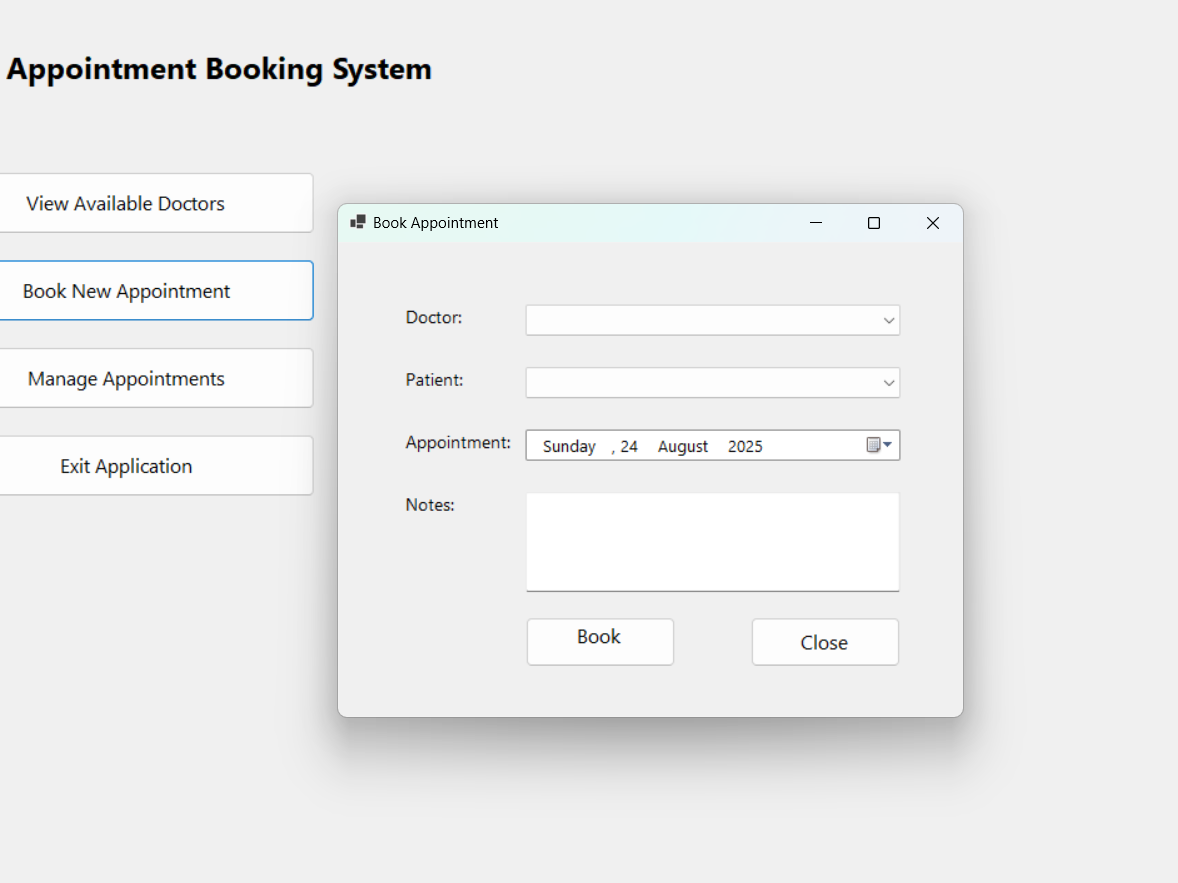 Appointment Booking System
View Available Doctors
Book New Appointment
Manage Appointments
Exit Application
Book Appointment
Doctor:
Patient:
Appointment: Sunday , 24 August 2025
Notes:
Book Close